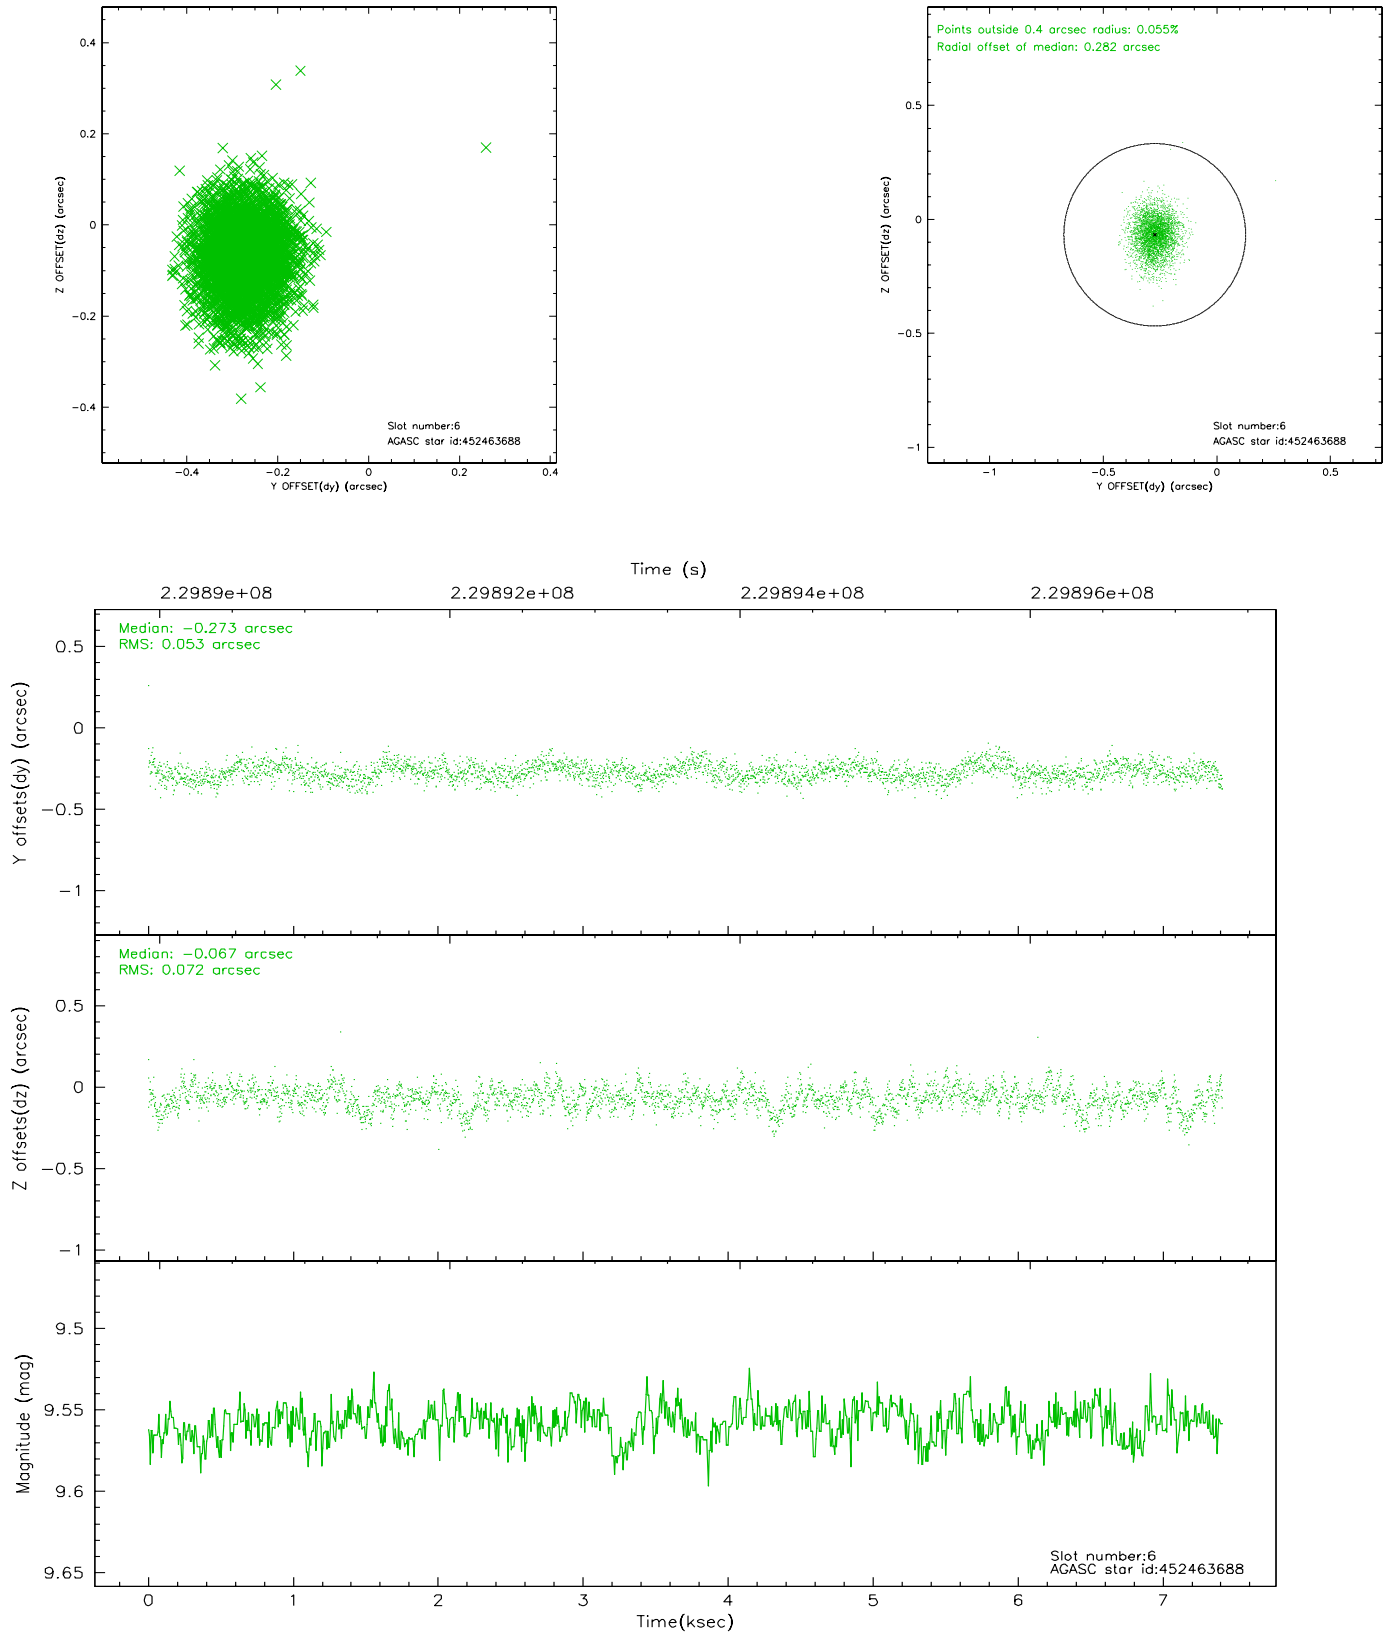 0.4
0.2
0
−0.2
−0.4
Z OFFSET(dz) (arcsec)
Slot number:6
AGASC star id:452463688
−0.4 −0.2 0 0.2 0.4
Y OFFSET(dy) (arcsec)
Points outside 0.4 arcsec radius: 0.055%
Radial offset of median: 0.282 arcsec
0.5
0
−0.5
−1
Z OFFSET(dz) (arcsec)
Slot number:6
AGASC star id:452463688
−1 −0.5 0 0.5
Y OFFSET(dy) (arcsec)
Time (s)
2.2989e+08 2.29892e+08 2.29894e+08 2.29896e+08
Median: −0.273 arcsec
RMS: 0.053 arcsec
0.5
0
−0.5
−1
Y offsets(dy) (arcsec)
Median: −0.067 arcsec
RMS: 0.072 arcsec
0.5
0
−0.5
−1
Z offsets(dz) (arcsec)
9.5
9.55
9.6
9.65
Magnitude (mag)
Slot number:6
AGASC star id:452463688
0 1 2 3 4 5 6 7
Time(ksec)